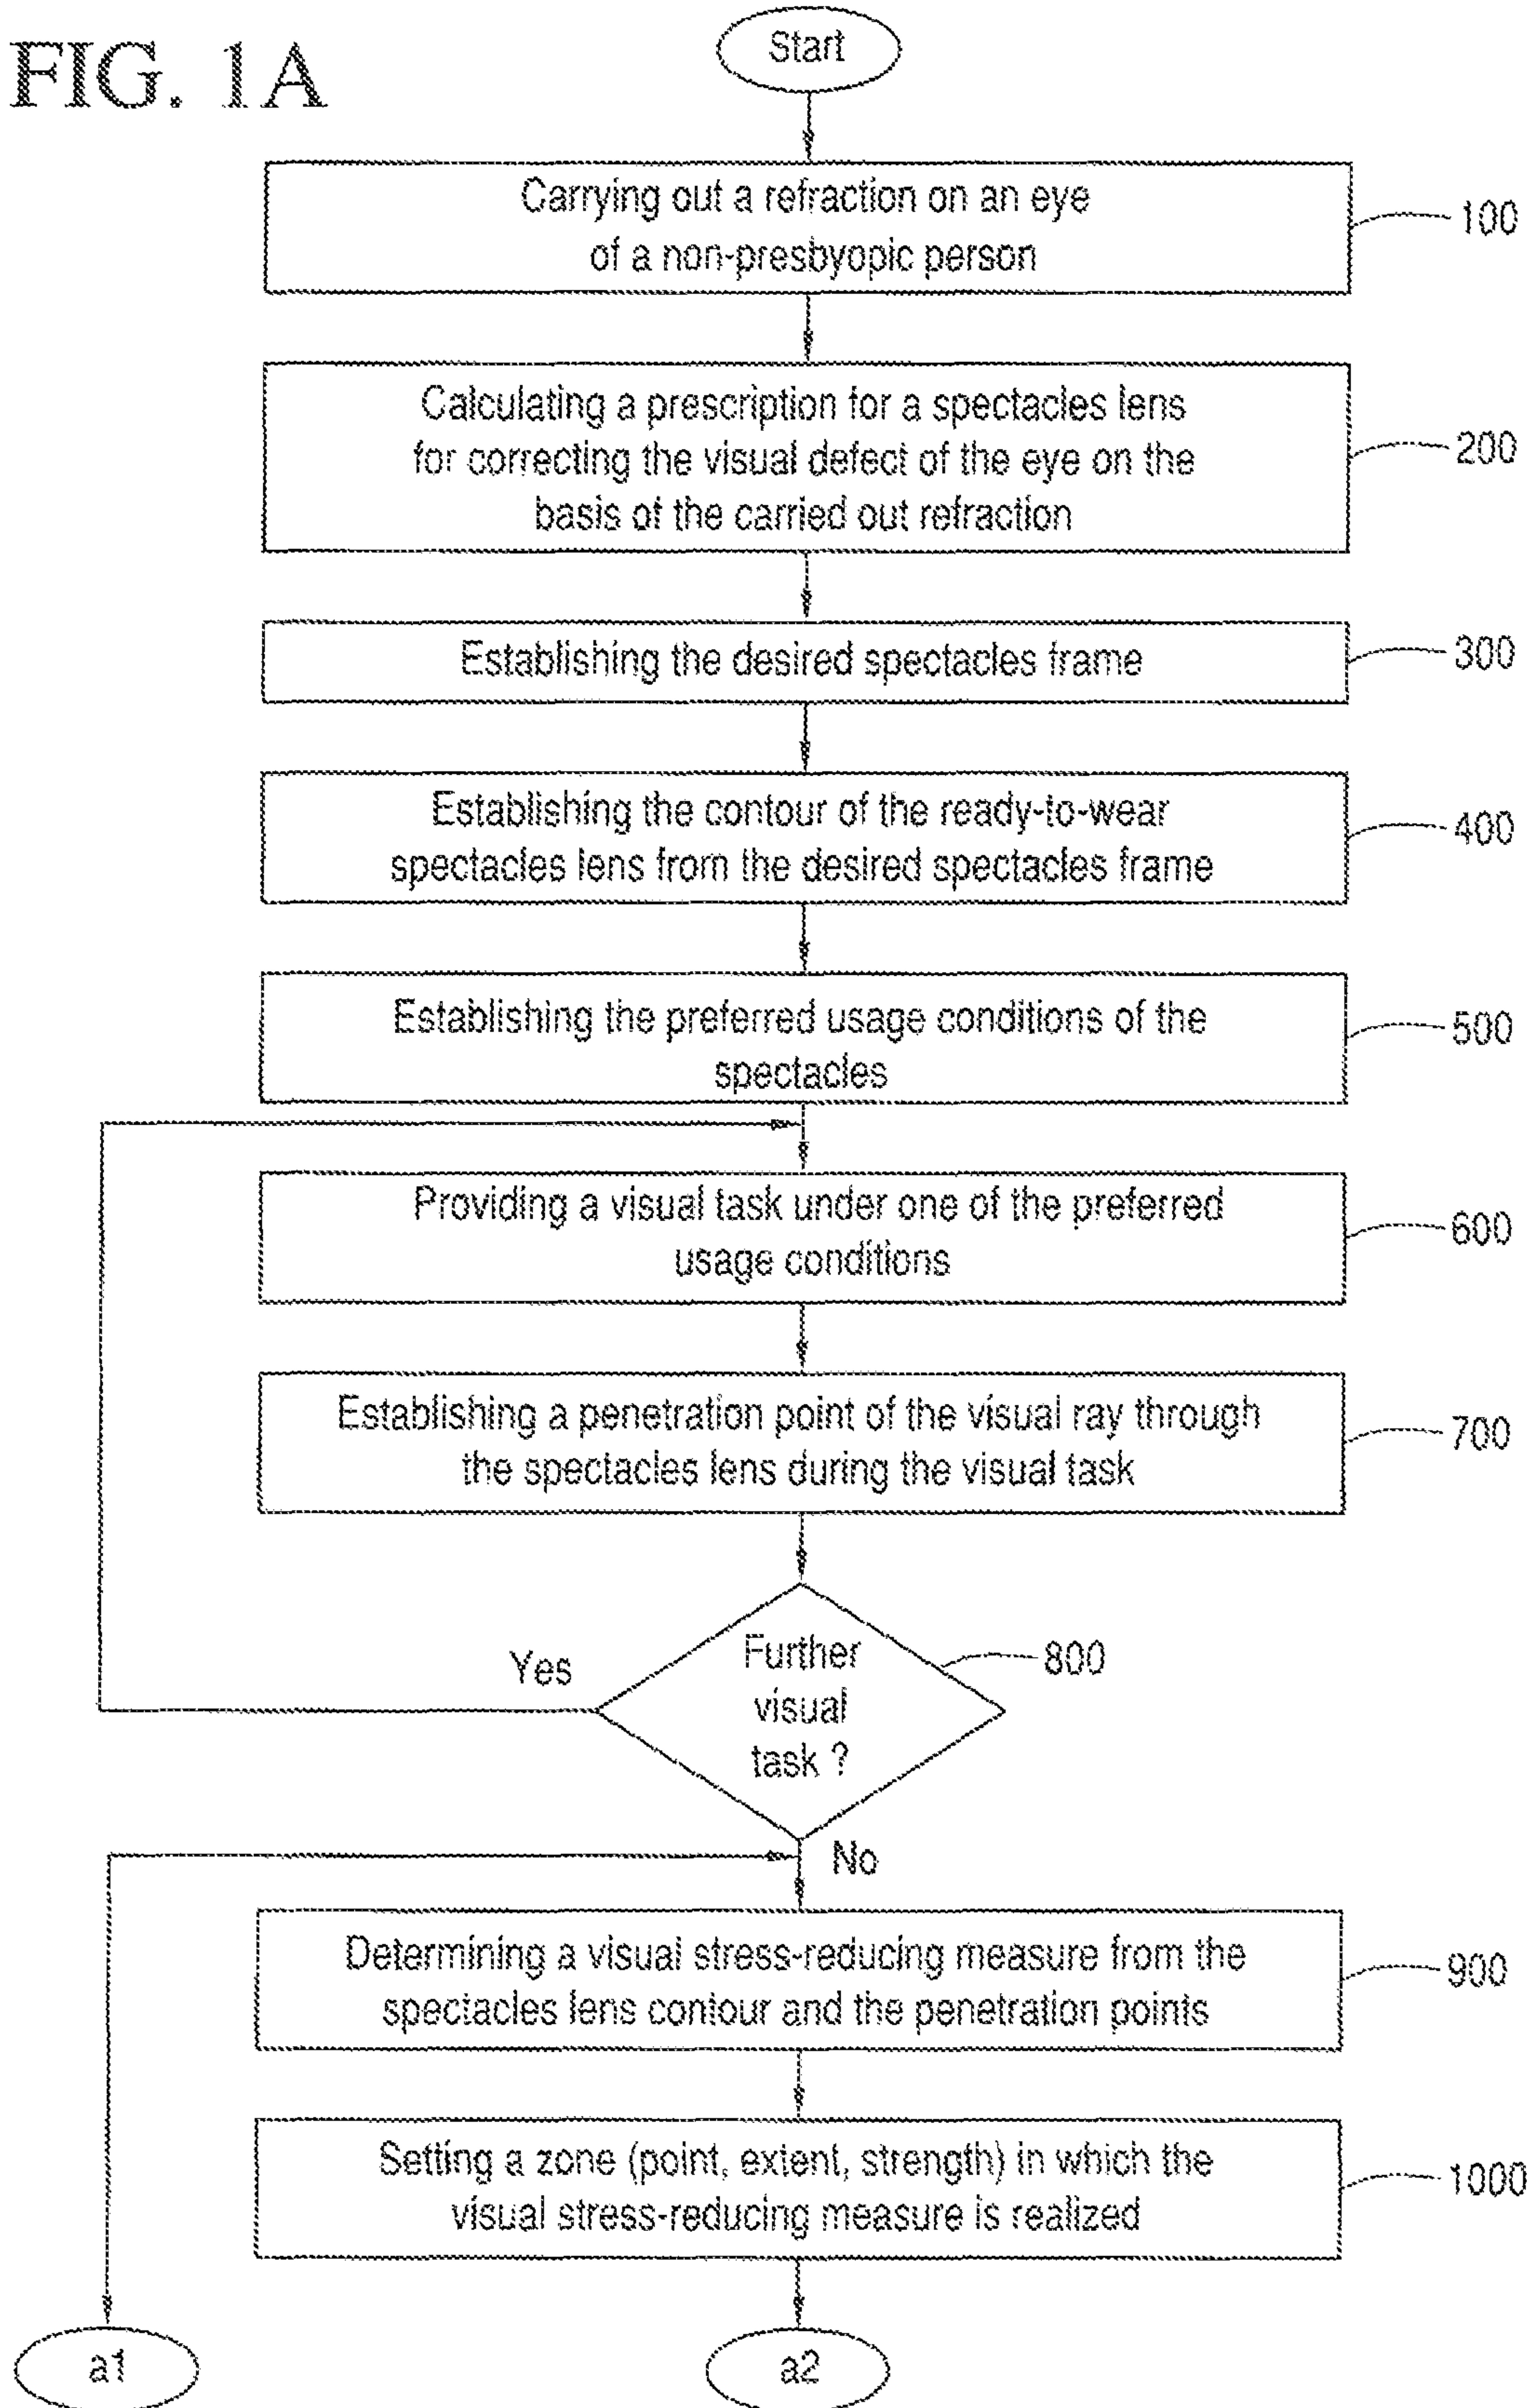 FIG. 1A
Start
Carrying out a refraction on an eye
of a non-presbyopic person
100
Calculating a prescription for a spectacles lens
for correcting the visual defect of the eye on the
basis of the carried out refraction
200
Establishing the desired spectacles frame
300
Establishing the contour of the ready-to-wear
spectacles lens from the desired spectacles frame
400
Establishing the preferred usage conditions of the
spectacles
500
Providing a visual task under one of the preferred
usage conditions
600
Establishing a penetration point of the visual ray through
the spectacles lens during the visual task
700
Yes
Further
visual
task ?
800
No
Determining a visual stress-reducing measure from the
spectacles lens contour and the penetration points
900
Setting a zone (point, extent, strength) in which the
visual stress-reducing measure is realized
1000
a1
a2